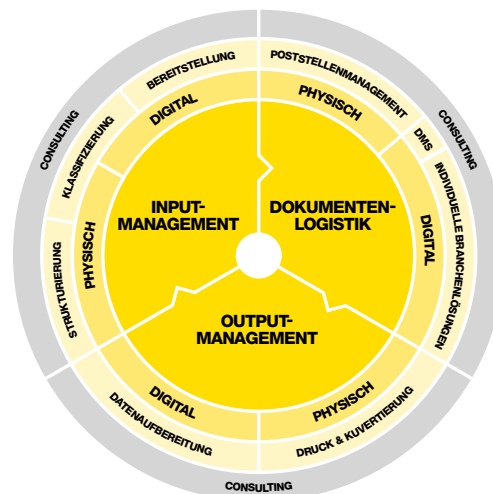 BEREITSTELLUNG
POSTSTELLENMANAGEMENT
DIGITAL
PHYSISCH
CONSULTING
KLASSIFIZIERUNG
DMS
CONSULTING
INPUT-
MANAGEMENT
DOKUMENTEN-
LOGISTIK
PHYSISCH
STRUKTURIERUNG
DIGITAL
INDIVIDUELLE BRANCHENLÖSUNGEN
OUTPUT-
MANAGEMENT
DIGITAL
PHYSISCH
DATENAUFBEREITUNG
DRUCK & KUVERTIERUNG
CONSULTING